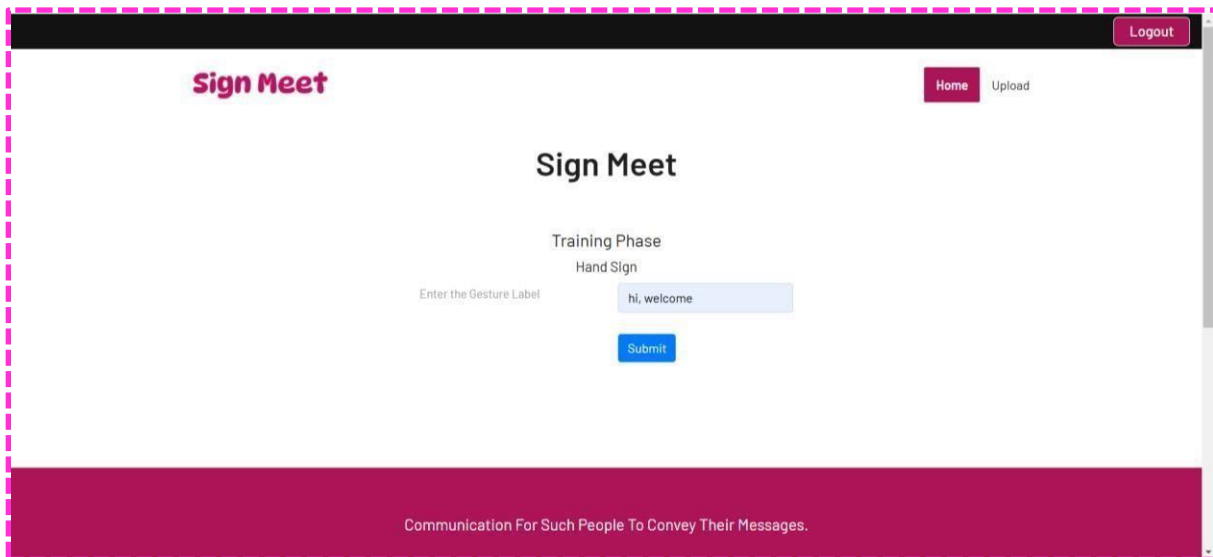 Logout
Sign Meet
Home Upload
Sign Meet
Training Phase
Hand Sign
Enter the Gesture Label hi, welcome
Submit
Communication For Such People To Convey Their Messages.